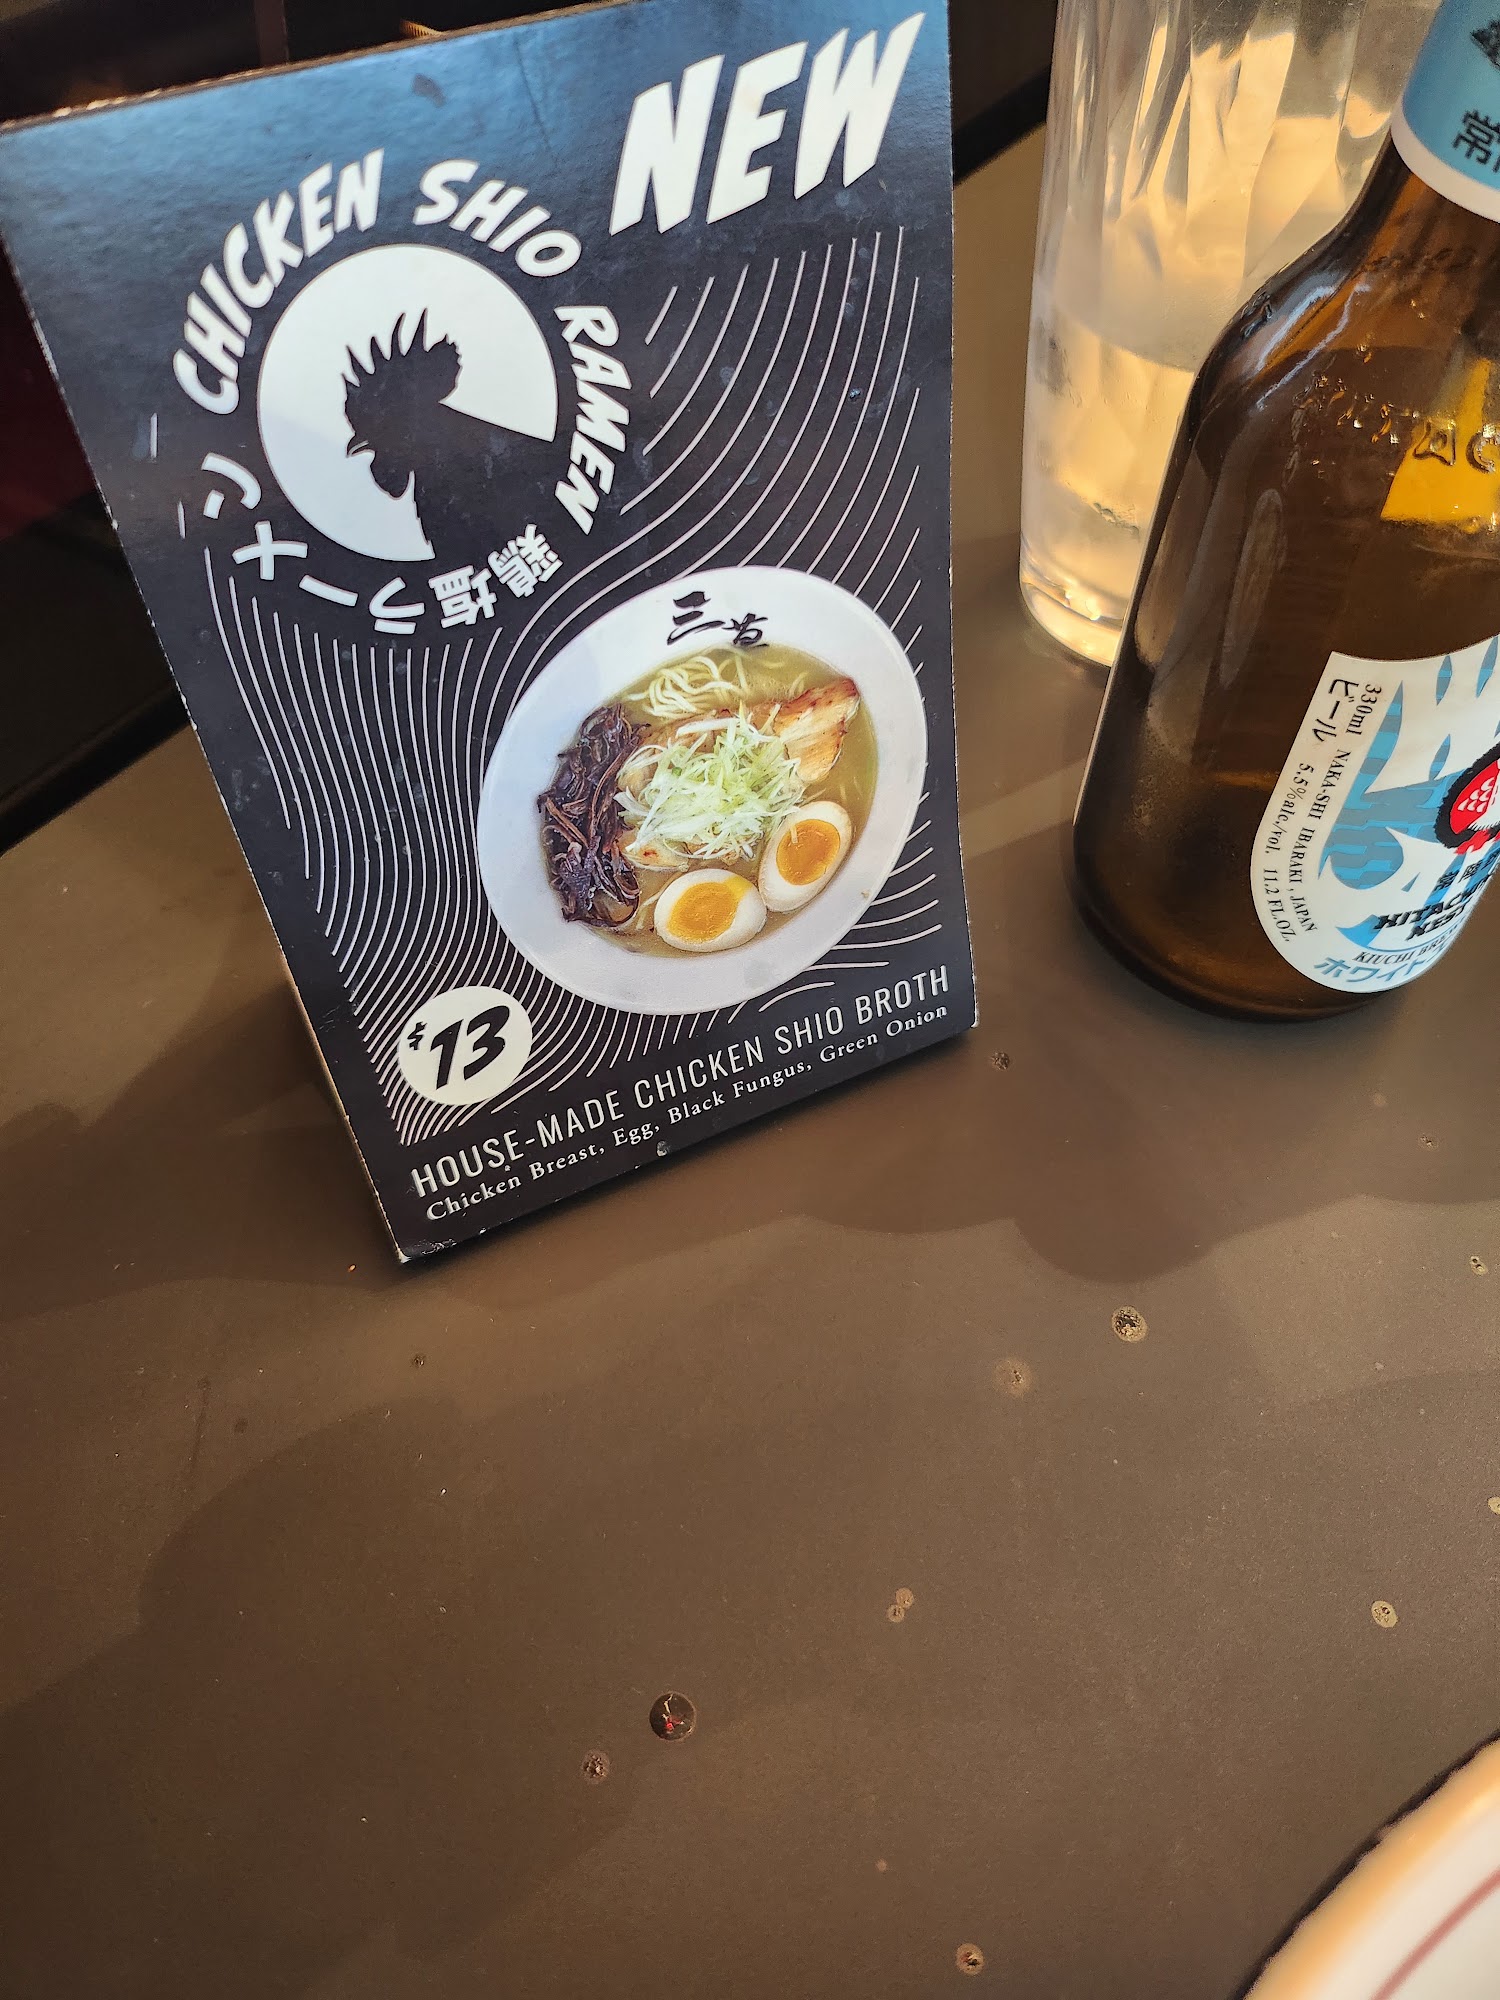 NEW
CHICKEN SHIO RAMEN
鶏塩ラーメン
$13
HOUSE-MADE CHICKEN SHIO BROTH
Chicken Breast, Egg, Black Fungus, Green Onion
330ml NAKA-SHI IBARAKI, JAPAN
ビール 5.5%alc./vol. 11.2 FL.OZ.